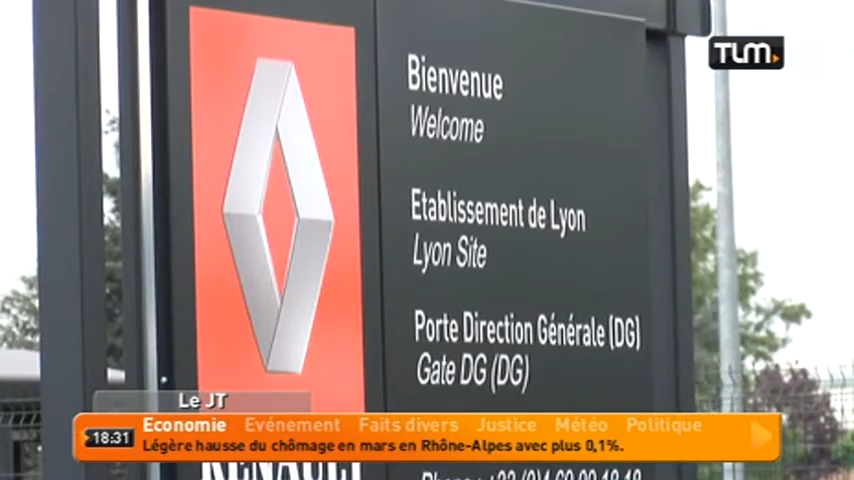 TLM
Bienvenue
Welcome
Etablissement de Lyon
Lyon Site
Porte Direction Générale (DG)
Gate DG (DG)
Le JT
Economie Evénement Faits divers Justice Météo Politique
18:31
Légère hausse du chômage en mars en Rhône-Alpes avec plus 0,1%.
RENAULT